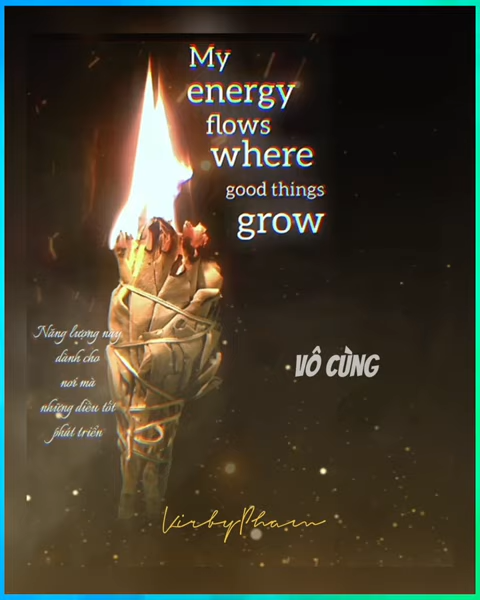 My
energy
flows
where
good things
grow
Năng lượng này
dành cho
nơi mà
những điều tốt
phát triển
VÔ CÙNG
KirbyPham